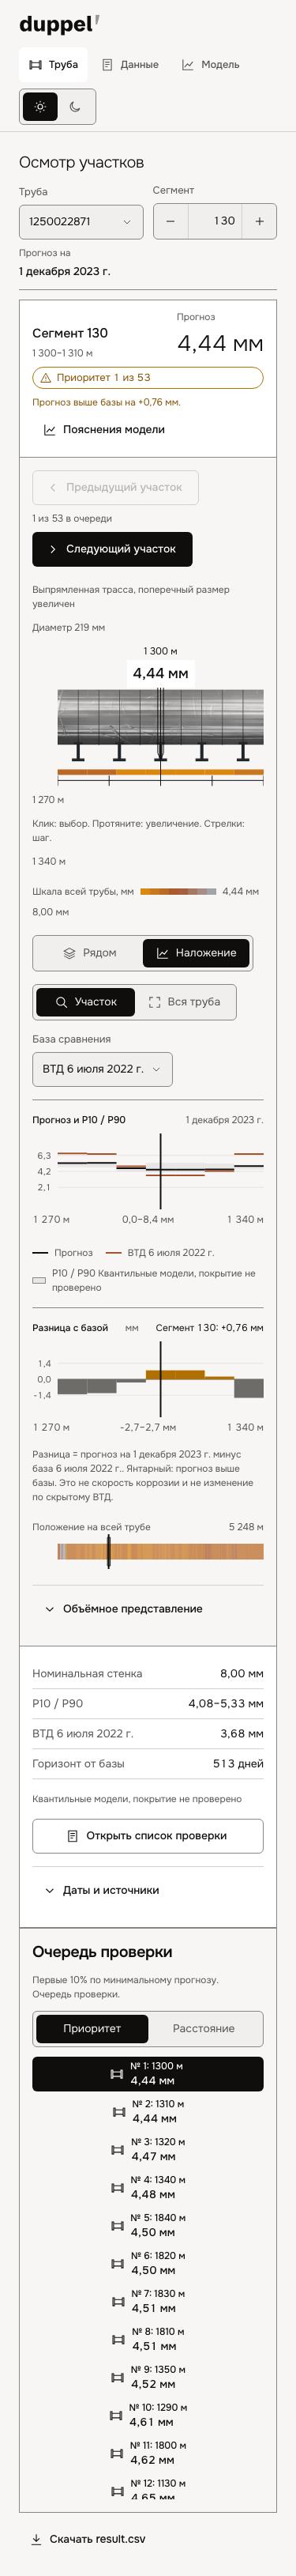 duppel'
Труба
Данные
Модель
Осмотр участков
Труба
Сегмент
1250022871
130
Прогноз на
1 декабря 2023 г.
Сегмент 130
1 300–1 310 м
Прогноз
4,44 мм
Приоритет 1 из 53
Прогноз выше базы на +0,76 мм.
Пояснения модели
Предыдущий участок
1 из 53 в очереди
Следующий участок
Выпрямленная трасса, поперечный размер
увеличен
Диаметр 219 мм
1 300 м
4,44 мм
1 270 м
Клик: выбор. Протяните: увеличение. Стрелки:
шаг.
1 340 м
Шкала всей трубы, мм
4,44 мм
8,00 мм
Рядом
Наложение
Участок
Вся труба
База сравнения
ВТД 6 июля 2022 г.
Прогноз и P10 / P90
1 декабря 2023 г.
6,3
4,2
2,1
1 270 м
0,0–8,4 мм
1 340 м
Прогноз
ВТД 6 июля 2022 г.
P10 / P90 Квантильные модели, покрытие не
проверено
Разница с базой
мм
Сегмент 130: +0,76 мм
1,4
0,0
−1,4
1 270 м
-2,7–2,7 мм
1 340 м
Разница = прогноз на 1 декабря 2023 г. минус
база 6 июля 2022 г.. Янтарный: прогноз выше
базы. Это не скорость коррозии и не изменение
по скрытому ВТД.
Положение на всей трубе
5 248 м
Объёмное представление
Номинальная стенка
8,00 мм
P10 / P90
4,08–5,33 мм
ВТД 6 июля 2022 г.
3,68 мм
Горизонт от базы
513 дней
Квантильные модели, покрытие не проверено
Открыть список проверки
Даты и источники
Очередь проверки
Первые 10% по минимальному прогнозу.
Очередь проверки.
Приоритет
Расстояние
№ 1: 1300 м
4,44 мм
№ 2: 1310 м
4,44 мм
№ 3: 1320 м
4,47 мм
№ 4: 1340 м
4,48 мм
№ 5: 1840 м
4,50 мм
№ 6: 1820 м
4,50 мм
№ 7: 1830 м
4,51 мм
№ 8: 1810 м
4,51 мм
№ 9: 1350 м
4,52 мм
№ 10: 1290 м
4,61 мм
№ 11: 1800 м
4,62 мм
№ 12: 1130 м
4,65 мм
Скачать result.csv